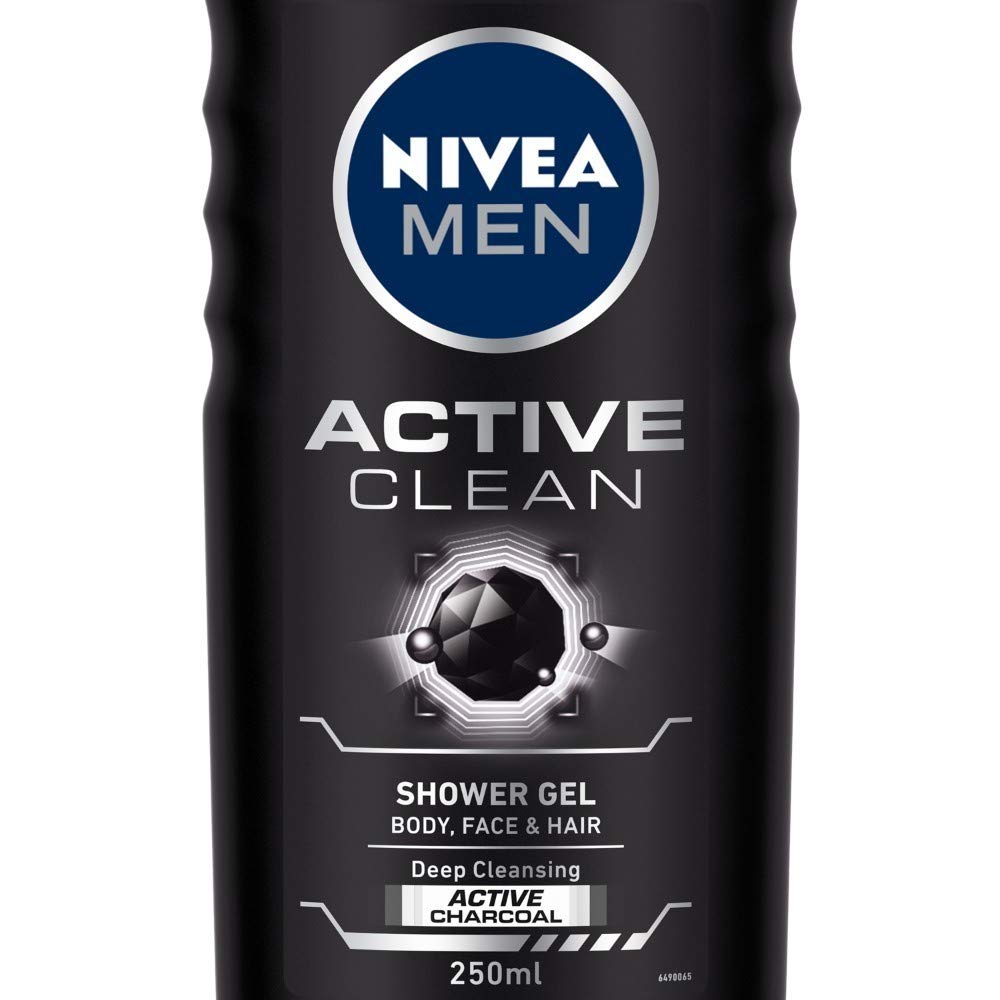 NIVEA
MEN
ACTIVE
CLEAN
SHOWER GEL
BODY, FACE & HAIR
Deep Cleansing
ACTIVE
CHARCOAL
250ml
6490065